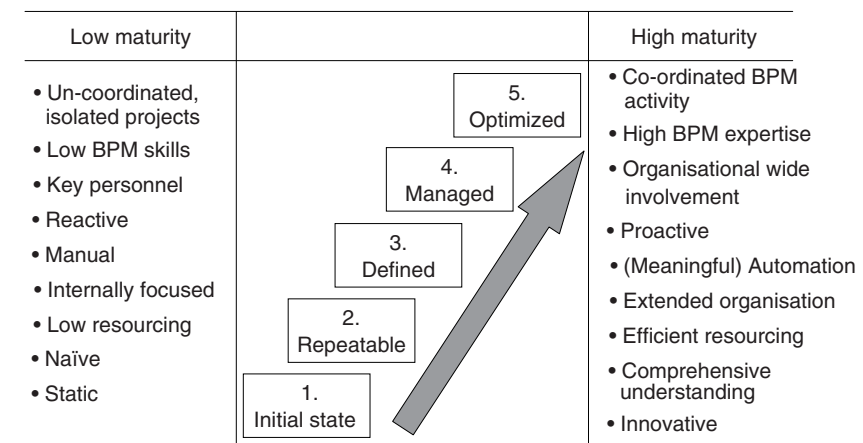 Low maturity
• Un-coordinated,
isolated projects
• Low BPM skills
• Key personnel
• Reactive
• Manual
• Internally focused
• Low resourcing
• Naïve
• Static
5.
Optimized
4.
Managed
3.
Defined
2.
Repeatable
1.
Initial state
High maturity
• Co-ordinated BPM
activity
• High BPM expertise
• Organisational wide
involvement
• Proactive
• (Meaningful) Automation
• Extended organisation
• Efficient resourcing
• Comprehensive
understanding
• Innovative